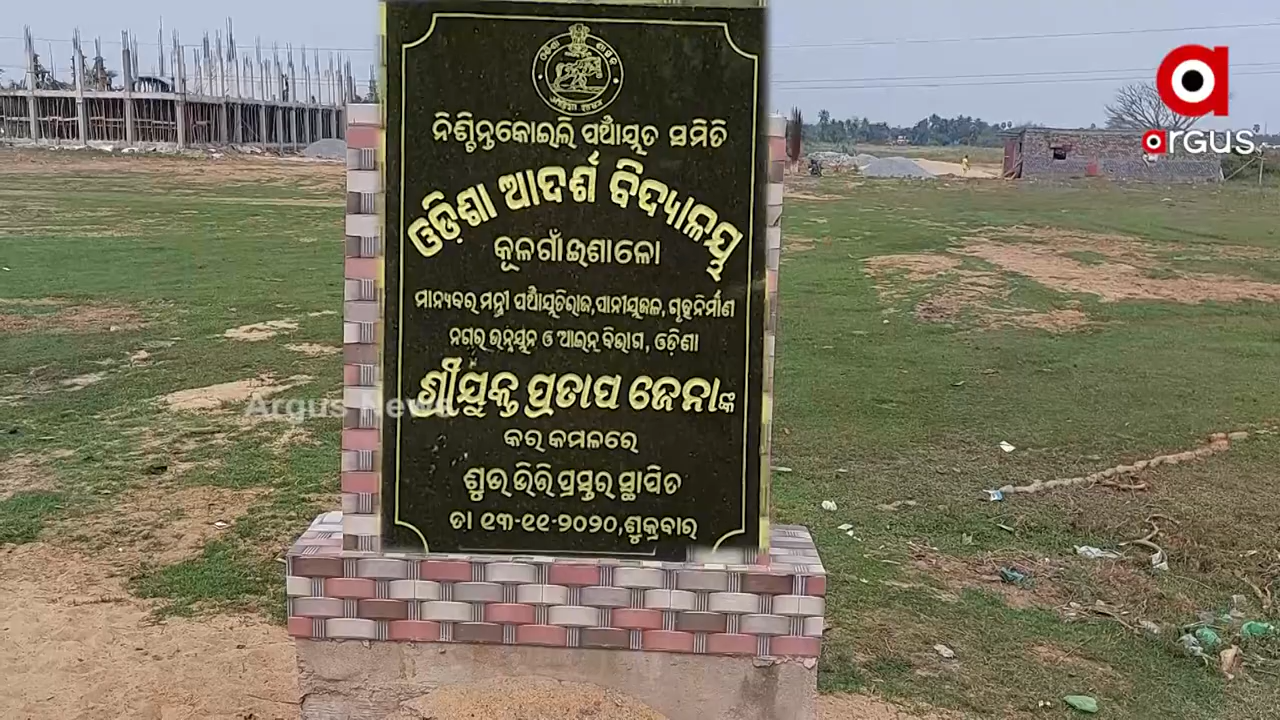 ନିଶ୍ଚିନ୍ତକୋଇଲି ପଞ୍ଚାୟତ ସମିତି
ଓଡ଼ିଶା ଆଦର୍ଶ ବିଦ୍ୟାଳୟ
କୂଳଗାଁଖିଣାଳୋ
ମାନ୍ୟବର ମନ୍ତ୍ରୀ ପଞ୍ଚାୟତିରାଜ, ପାନୀୟଜଳ, ଗୃହନିର୍ମାଣ
ନଗର ଉନ୍ନୟନ ଓ ଆଇନ୍ ବିଭାଗ, ଓଡ଼ିଶା
ଶ୍ରୀଯୁକ୍ତ ପ୍ରତାପ ଜେନାଙ୍କ
କର କମଳରେ
ଶୁଭ ଭିରି ପ୍ରସ୍ତର ସ୍ଥାପିତ
ତା ୧୩-୧୧-୨୦୨୦, ଶୁକ୍ରବାର
a
argus
Argus News